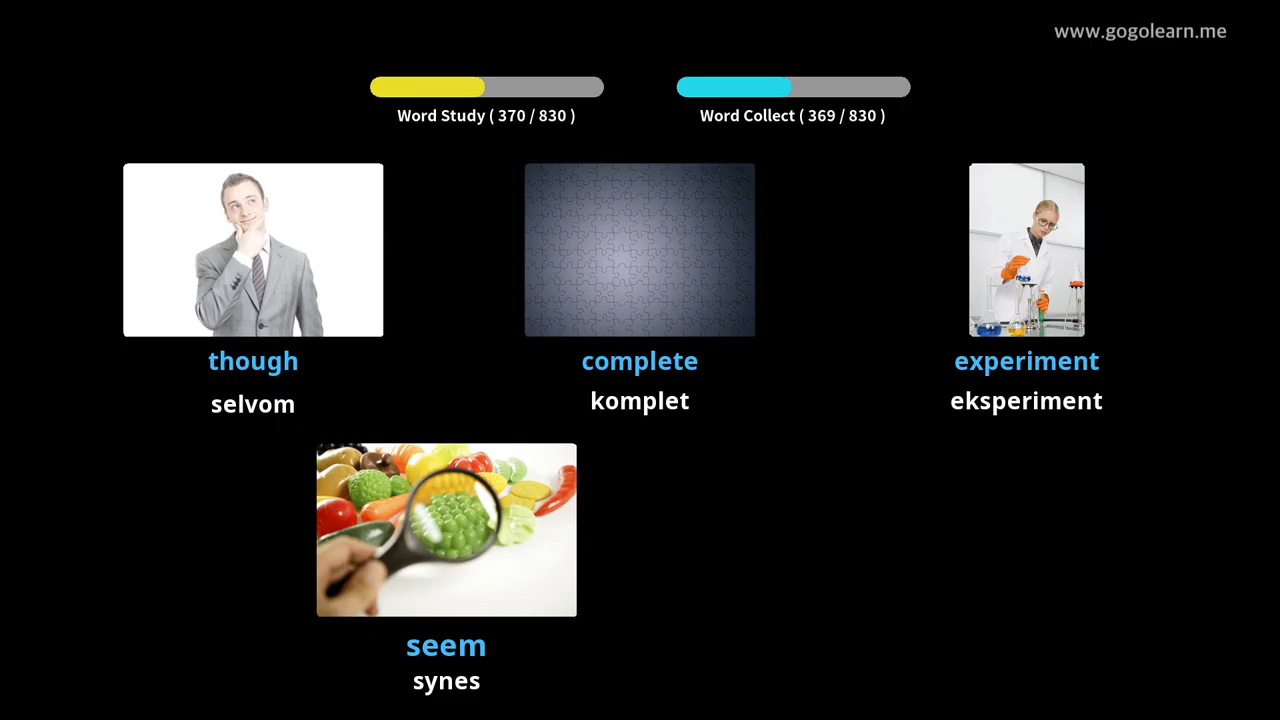 www.gogolearn.me
Word Study ( 370 / 830 )
Word Collect ( 369 / 830 )
though
selvom
complete
komplet
experiment
eksperiment
seem
synes